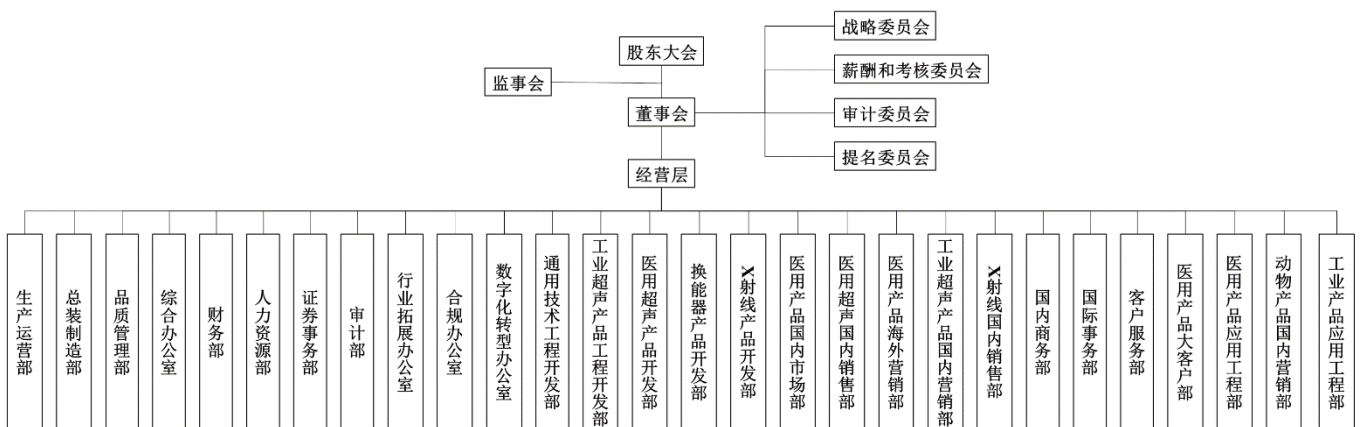 战略委员会
股东大会
薪酬和考核委员会
监事会
董事会
审计委员会
提名委员会
经营层
生产运营部
总装制造部
品质管理部
综合办公室
财务部
人力资源部
证券事务部
审计部
行业拓展办公室
合规办公室
数字化转型办公室
通用技术工程开发部
工业超声产品工程开发部
医用超声产品开发部
换能器产品开发部
X射线产品开发部
医用产品国内市场部
医用超声国内销售部
医用产品海外营销部
工业超声产品国内营销部
X射线国内销售部
国内商务部
国际事务部
客户服务部
医用产品大客户部
医用产品应用工程部
动物产品国内营销部
工业产品应用工程部